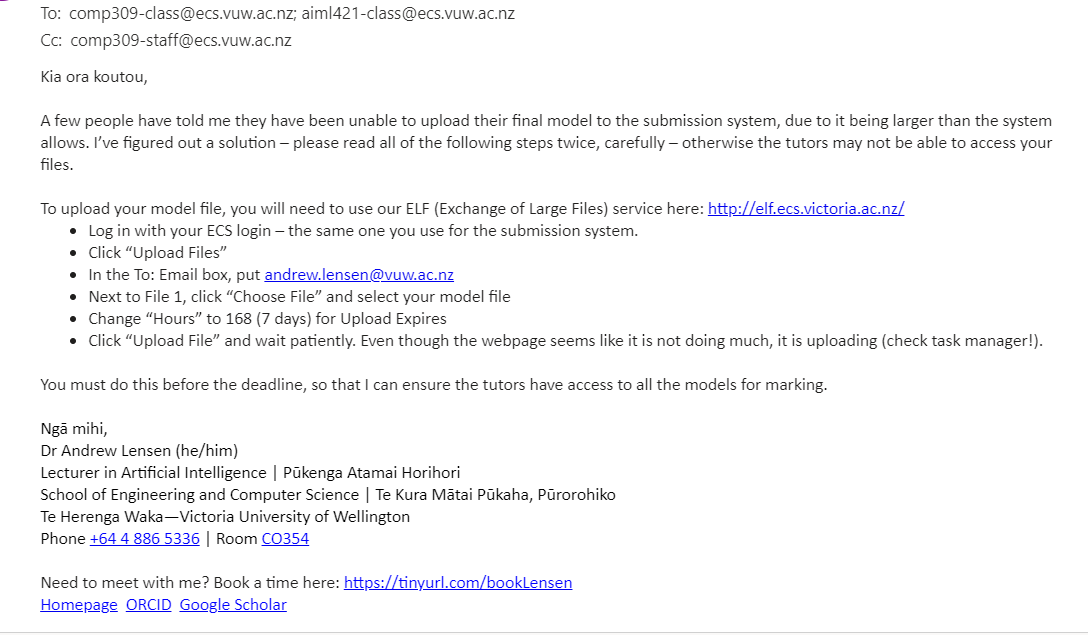 To: comp309-class@ecs.vuw.ac.nz; aiml421-class@ecs.vuw.ac.nz
Cc: comp309-staff@ecs.vuw.ac.nz
Kia ora koutou,
A few people have told me they have been unable to upload their final model to the submission system, due to it being larger than the system
allows. I’ve figured out a solution – please read all of the following steps twice, carefully – otherwise the tutors may not be able to access your
files.
To upload your model file, you will need to use our ELF (Exchange of Large Files) service here: http://elf.ecs.victoria.ac.nz/
• Log in with your ECS login – the same one you use for the submission system.
• Click “Upload Files”
• In the To: Email box, put andrew.lensen@vuw.ac.nz
• Next to File 1, click “Choose File” and select your model file
• Change “Hours” to 168 (7 days) for Upload Expires
• Click “Upload File” and wait patiently. Even though the webpage seems like it is not doing much, it is uploading (check task manager!).
You must do this before the deadline, so that I can ensure the tutors have access to all the models for marking.
Ngā mihi,
Dr Andrew Lensen (he/him)
Lecturer in Artificial Intelligence | Pūkenga Atamai Horihori
School of Engineering and Computer Science | Te Kura Mātai Pūkaha, Pūrorohiko
Te Herenga Waka—Victoria University of Wellington
Phone +64 4 886 5336 | Room CO354
Need to meet with me? Book a time here: https://tinyurl.com/bookLensen
Homepage ORCID Google Scholar